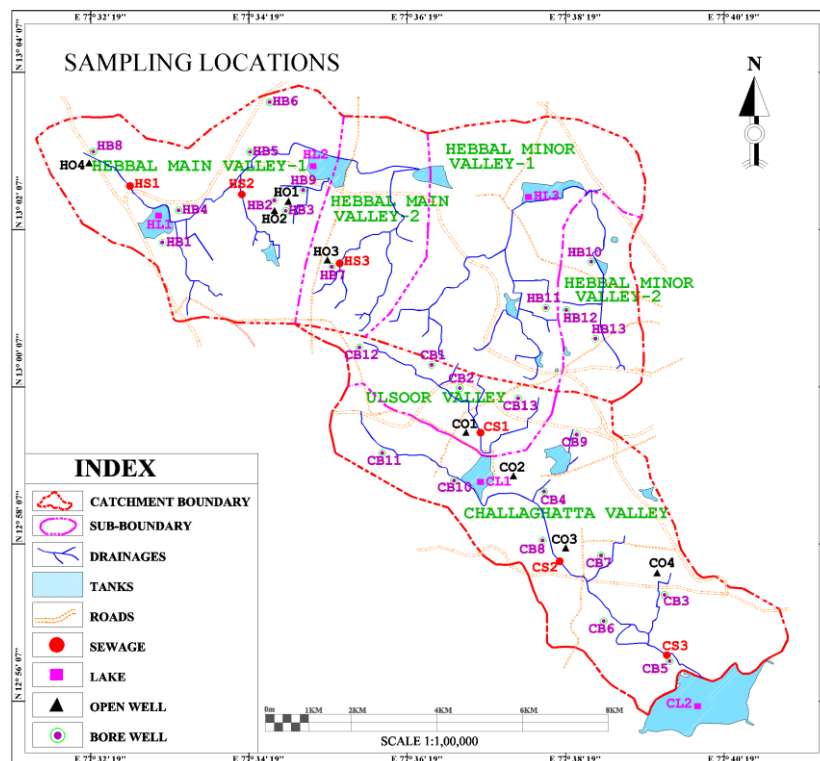 E 77° 32' 19"
E 77° 34' 19"
E 77° 36' 19"
E 77° 38' 19"
E 77° 40' 19"
N 13° 04' 07"
SAMPLING LOCATIONS
N
HB6
HB8
HO4
HB5
HL2
HEBBAL MINOR
VALLEY-1
HEBBAL MAIN VALLEY-1
HS1
HS2
HB9
HO1
HB2
HB3
HO2
HEBBAL MAIN
VALLEY-2
HL3
HB4
HL1
N 13° 02' 07"
HB1
HO3
HS3
HB7
HB10
HEBBAL MINOR
VALLEY-2
HB11
HB12
HB13
N 13° 00' 07"
CB12
CB1
CB2
ULSOOR VALLEY
CB13
CO1
CS1
CB9
CB11
CO2
CB10
CL1
CB4
CHALLAGHATTA VALLEY
N 12° 58' 07"
CB8
CO3
CS2
CB7
CO4
CB3
CB6
CS3
CB5
CL2
N 12° 56' 07"
INDEX
CATCHMENT BOUNDARY
SUB-BOUNDARY
DRAINAGES
TANKS
ROADS
SEWAGE
LAKE
OPEN WELL
BORE WELL
0m
1KM
2KM
4KM
6KM
8KM
SCALE 1:1,00,000
E 77° 32' 19"
E 77° 34' 19"
E 77° 36' 19"
E 77° 38' 19"
E 77° 40' 19"